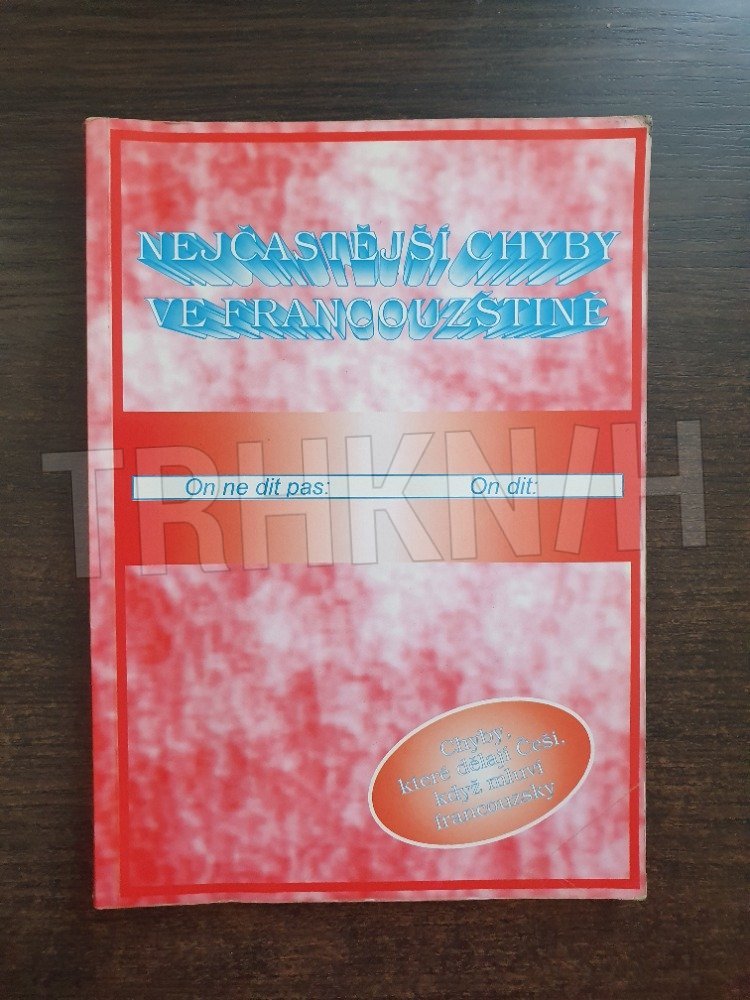 NEJČASTĚJŠÍ CHYBY
VE FRANCOUZŠTINĚ
TRHKNIH
On ne dit pas: On dit:
Chyby,
které dělají Češi,
když mluví
francouzsky